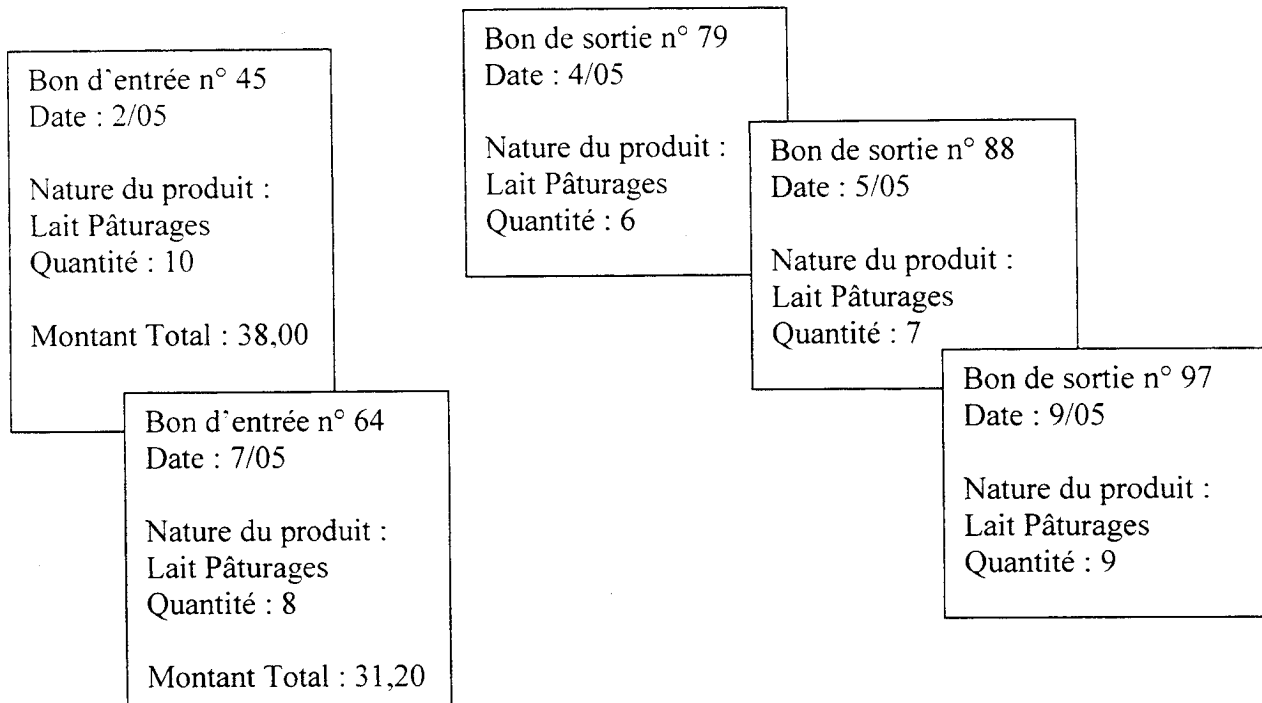 Bon d'entrée n° 45
Date : 2/05
Nature du produit :
Lait Pâturages
Quantité : 10
Montant Total : 38,00
Bon d'entrée n° 64
Date : 7/05
Nature du produit :
Lait Pâturages
Quantité : 8
Montant Total : 31,20
Bon de sortie n° 79
Date : 4/05
Nature du produit :
Lait Pâturages
Quantité : 6
Bon de sortie n° 88
Date : 5/05
Nature du produit :
Lait Pâturages
Quantité : 7
Bon de sortie n° 97
Date : 9/05
Nature du produit :
Lait Pâturages
Quantité : 9